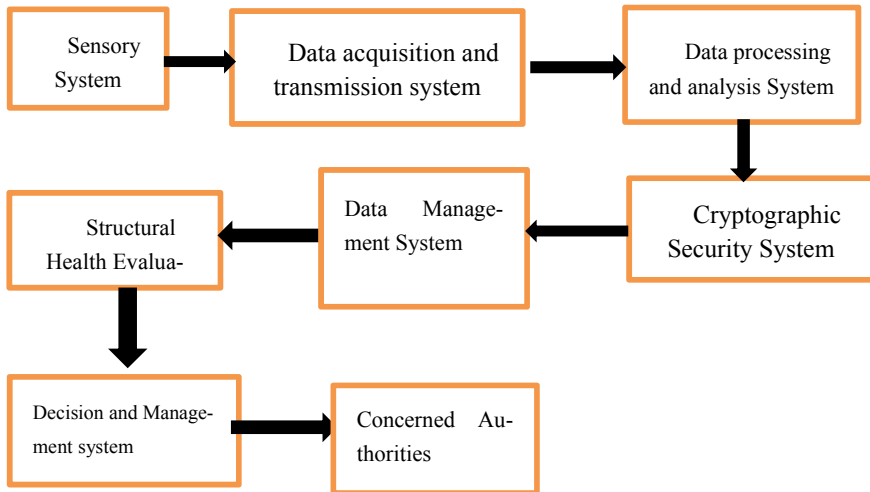 Sensory
System
Data acquisition and
transmission system
Data processing
and analysis System
Cryptographic
Security System
Data Manage-
ment System
Structural
Health Evalua-
Decision and Manage-
ment system
Concerned Au-
thorities